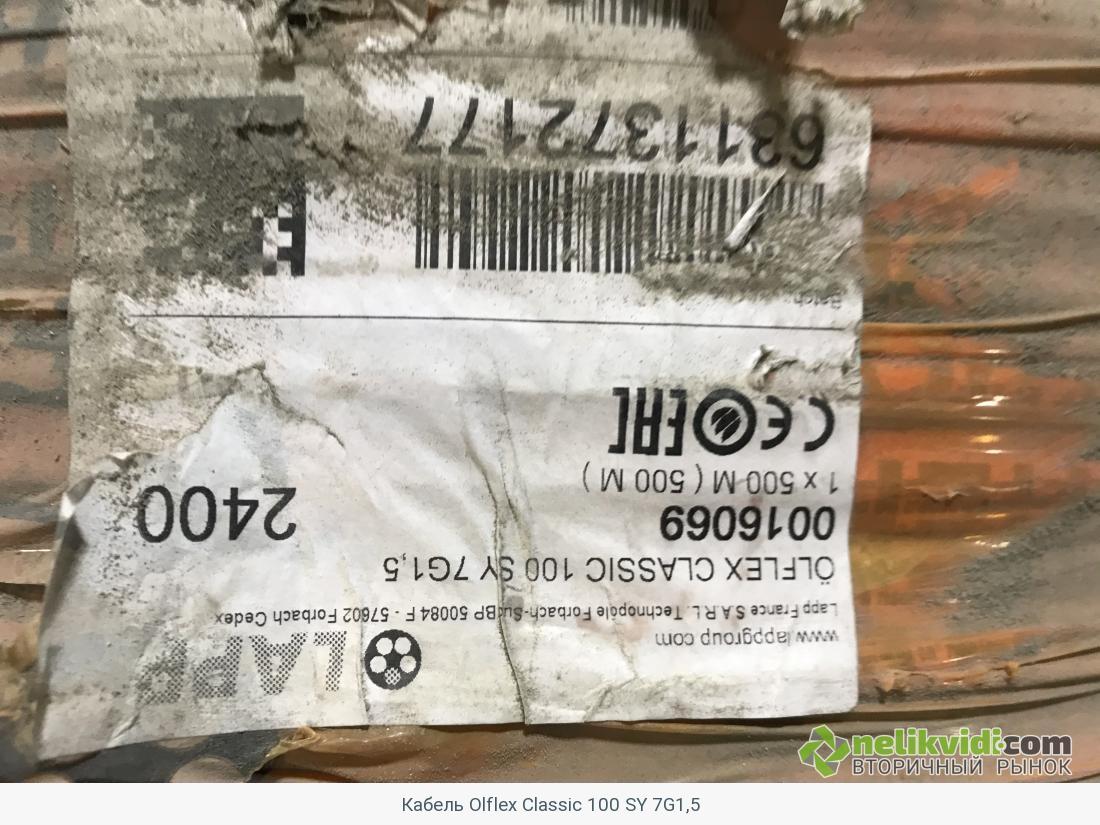 LAPP
www.lappgroup.com
Lapp France S.A.R.L. Technopôle Forbach-Sud BP 50084 F - 57602 Forbach Cedex
ÖLFLEX CLASSIC 100 SY 7G1,5
0016069
2400
1 x 500 M ( 500 M )
CE EAC
Batch
6311372177
nelikvidi.com
ВТОРИЧНЫЙ РЫНОК
Кабель Olflex Classic 100 SY 7G1,5